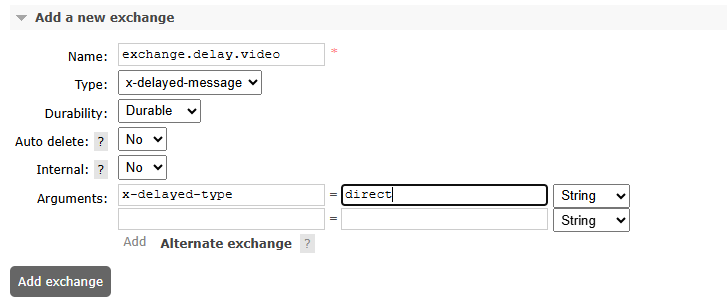 Add a new exchange
Name: exchange.delay.video *
Type: x-delayed-message
Durability: Durable
Auto delete: ? No
Internal: ? No
Arguments: x-delayed-type = direct String
= String
Add Alternate exchange ?
Add exchange